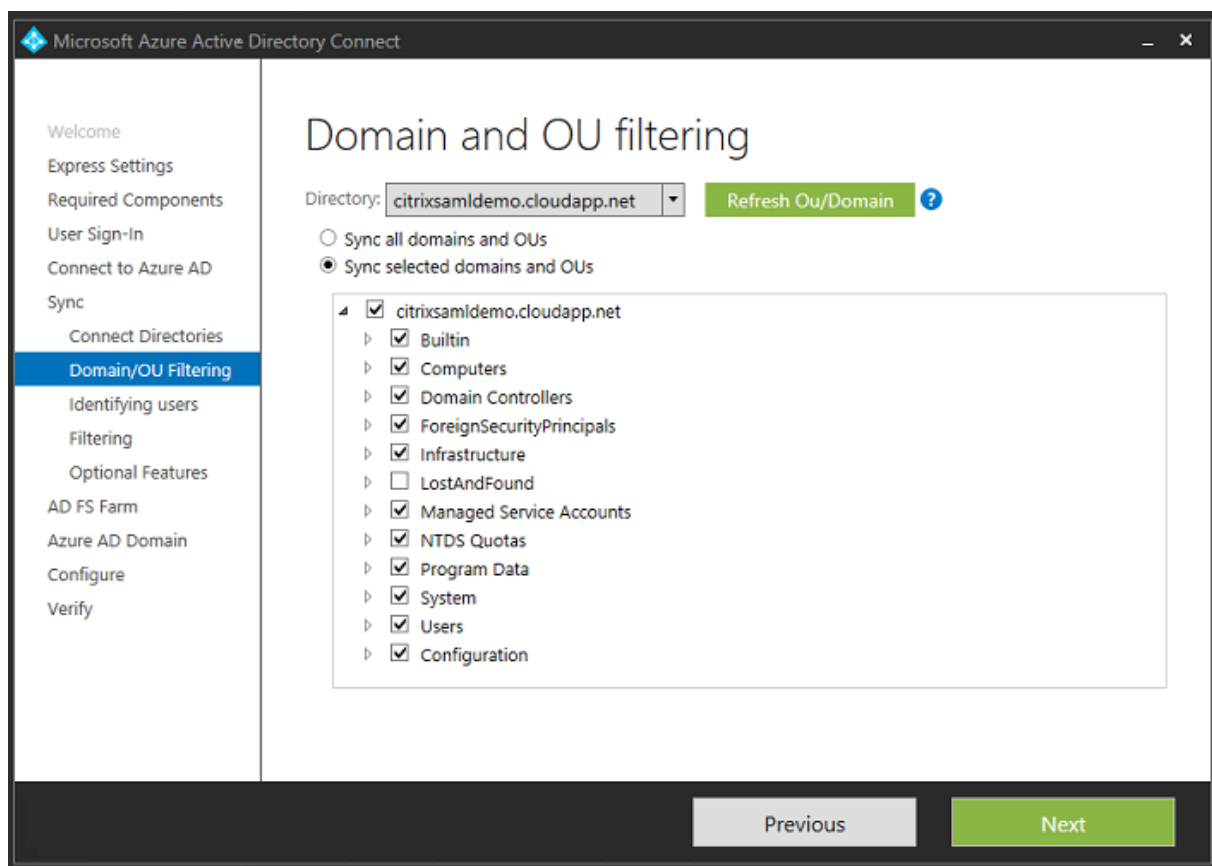 Microsoft Azure Active Directory Connect
Welcome
Express Settings
Required Components
User Sign-In
Connect to Azure AD
Sync
Connect Directories
Domain/OU Filtering
Identifying users
Filtering
Optional Features
AD FS Farm
Azure AD Domain
Configure
Verify
Domain and OU filtering
Directory: citrixsamldemo.cloudapp.net Refresh Ou/Domain ?
Sync all domains and OUs
Sync selected domains and OUs
citrixsamldemo.cloudapp.net
Builtin
Computers
Domain Controllers
ForeignSecurityPrincipals
Infrastructure
LostAndFound
Managed Service Accounts
NTDS Quotas
Program Data
System
Users
Configuration
Previous Next